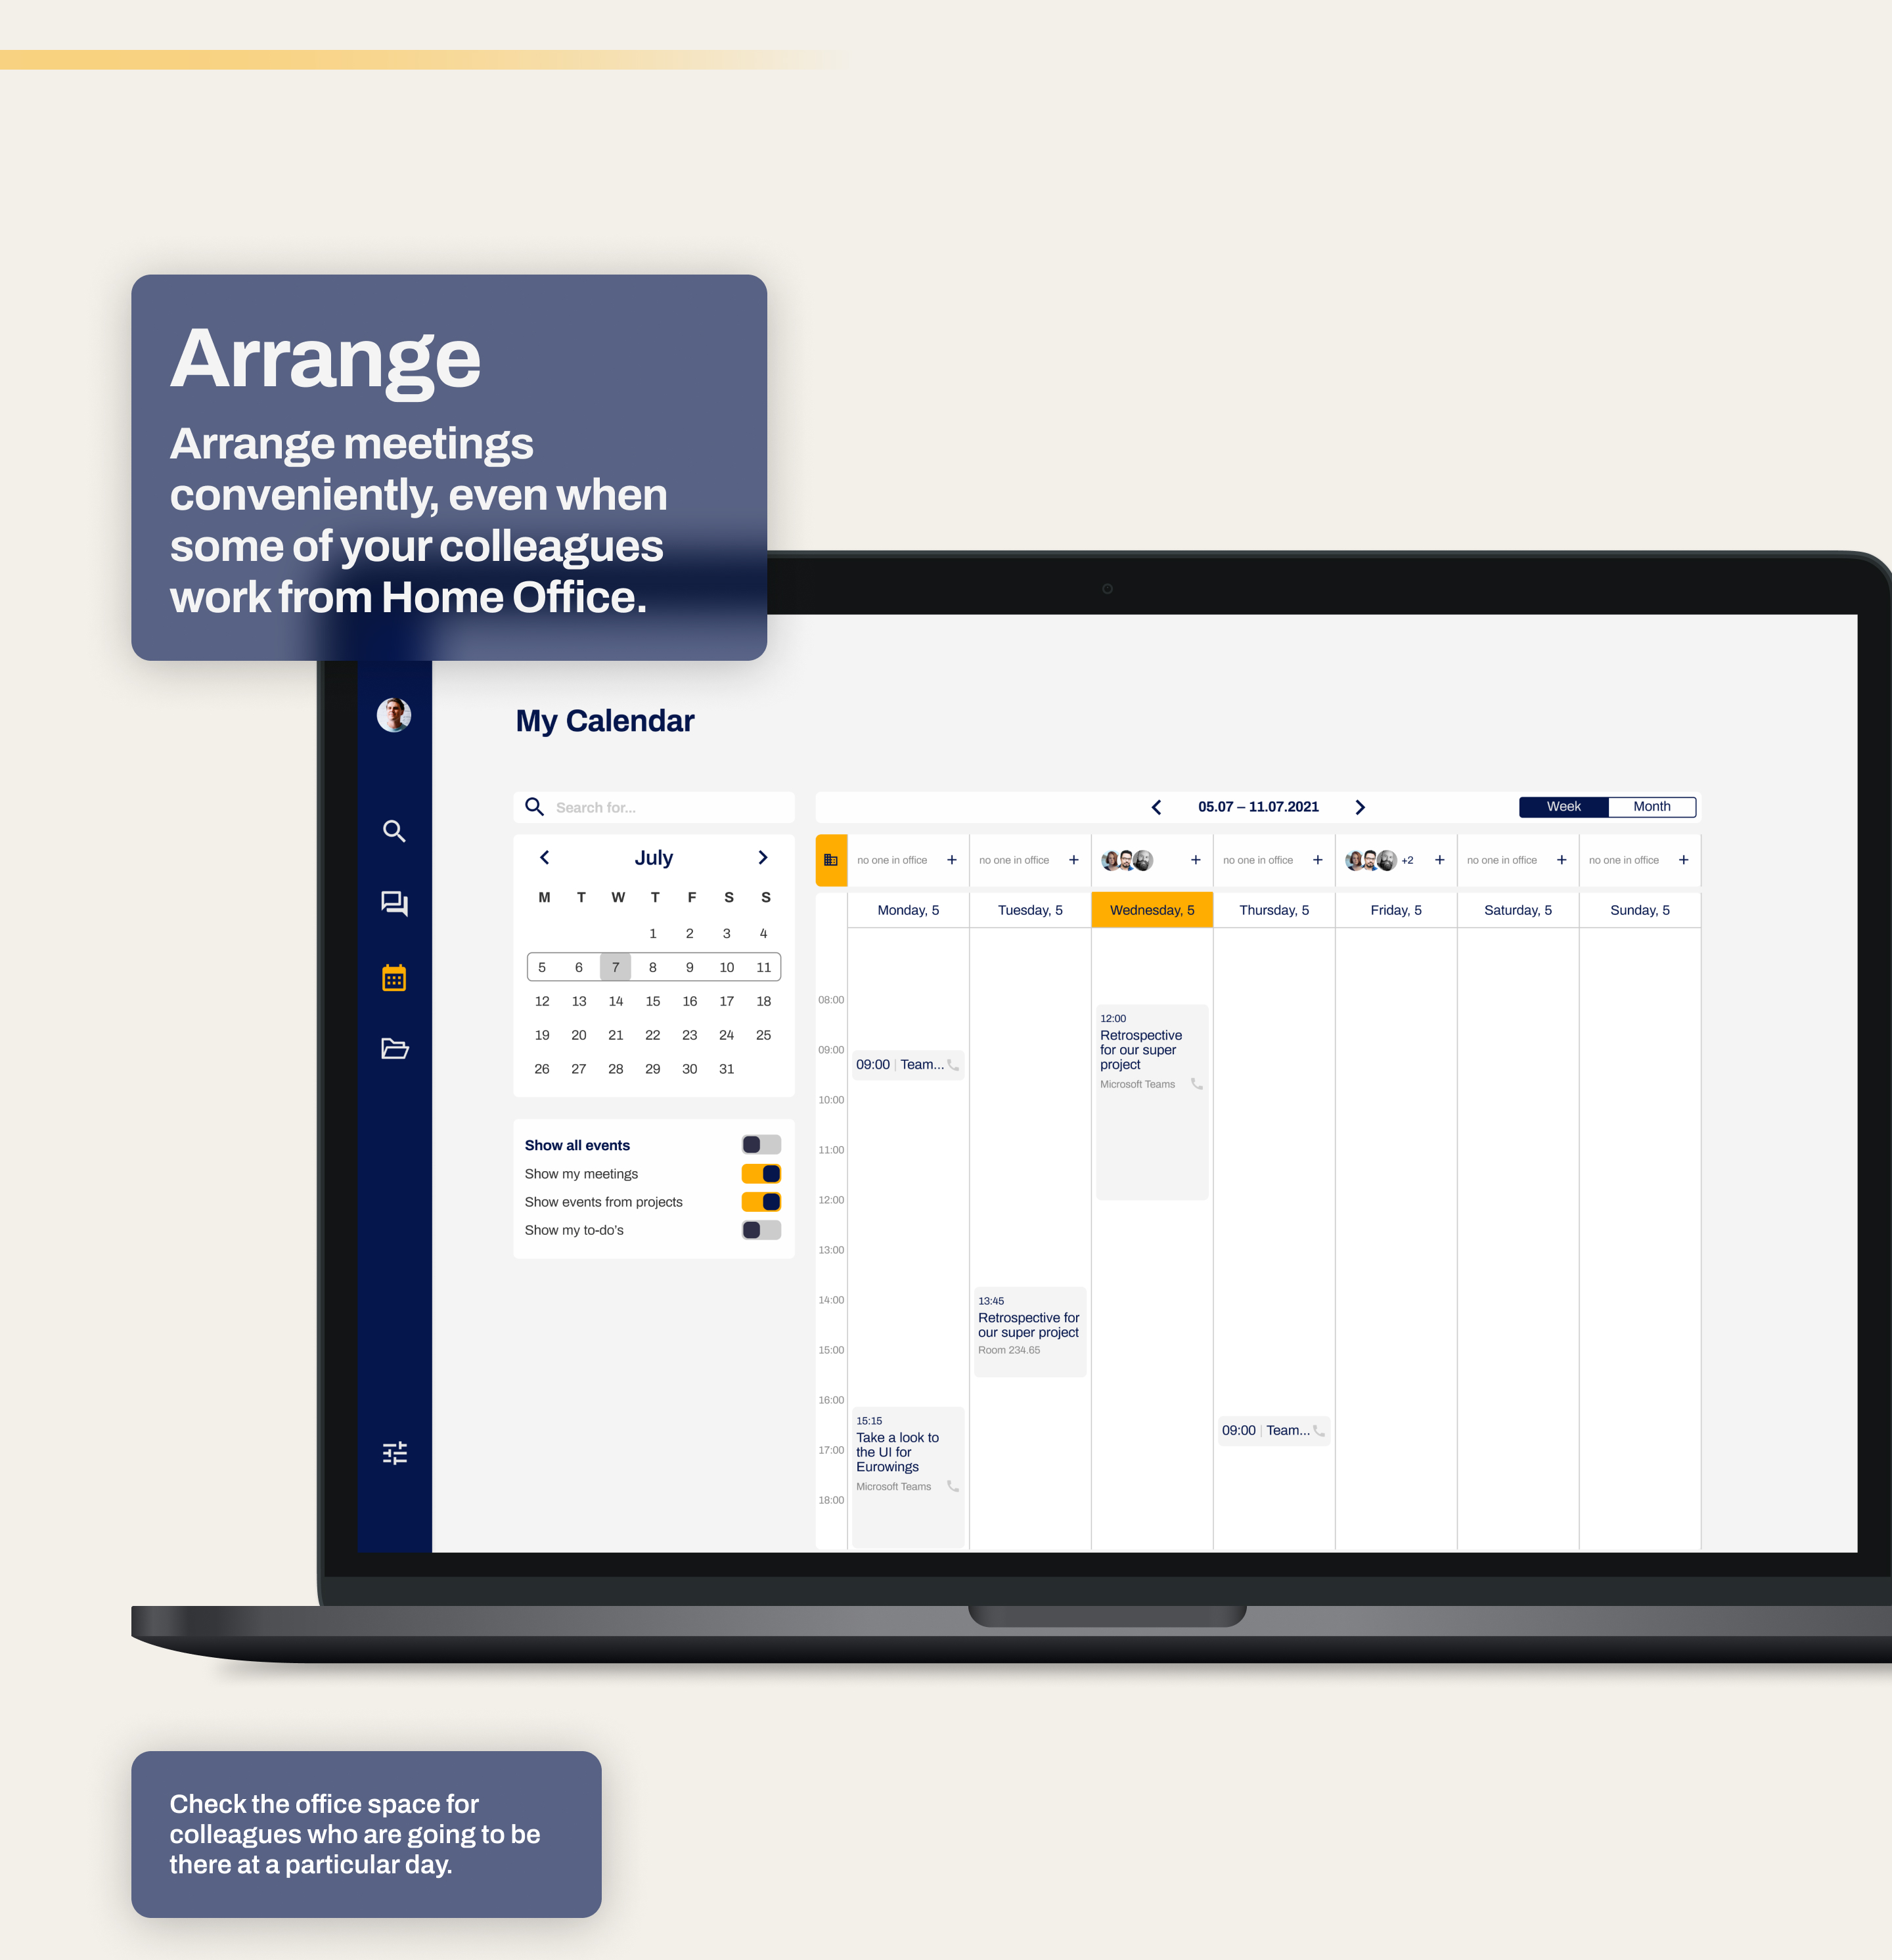 Arrange
Arrange meetings
conveniently, even when
some of your colleagues
work from Home Office.
My Calendar
Search for...
July
M T W T F S S
1 2 3 4
5 6 7 8 9 10 11
12 13 14 15 16 17 18
19 20 21 22 23 24 25
26 27 28 29 30 31
Show all events
Show my meetings
Show events from projects
Show my to-do's
05.07 – 11.07.2021
Week Month
no one in office + no one in office + + no one in office + +2 + no one in office + no one in office +
Monday, 5 Tuesday, 5 Wednesday, 5 Thursday, 5 Friday, 5 Saturday, 5 Sunday, 5
08:00
09:00
10:00
11:00
12:00
13:00
14:00
15:00
16:00
17:00
18:00
09:00 | Team...
15:15
Take a look to
the UI for
Eurowings
Microsoft Teams
13:45
Retrospective for
our super project
Room 234.65
12:00
Retrospective
for our super
project
Microsoft Teams
09:00 | Team...
Check the office space for
colleagues who are going to be
there at a particular day.